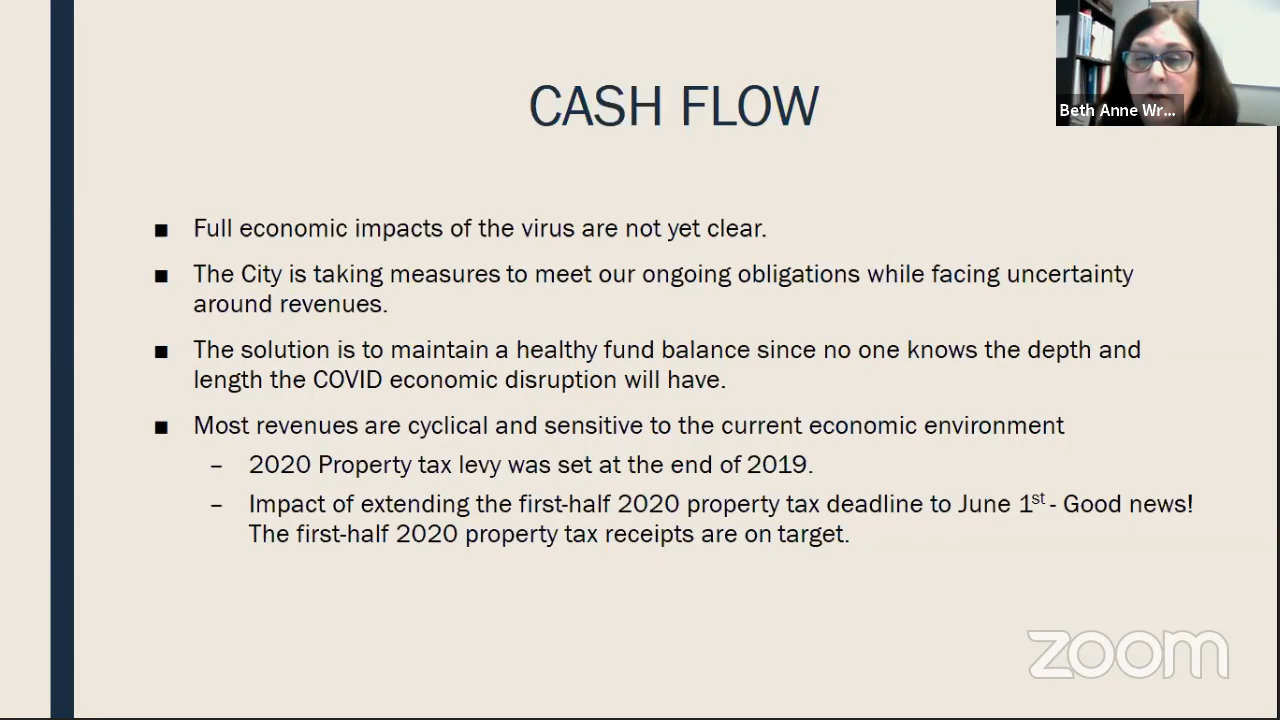 CASH FLOW
Beth Anne Wr...
■ Full economic impacts of the virus are not yet clear.
■ The City is taking measures to meet our ongoing obligations while facing uncertainty
around revenues.
■ The solution is to maintain a healthy fund balance since no one knows the depth and
length the COVID economic disruption will have.
■ Most revenues are cyclical and sensitive to the current economic environment
– 2020 Property tax levy was set at the end of 2019.
– Impact of extending the first-half 2020 property tax deadline to June 1st - Good news!
The first-half 2020 property tax receipts are on target.
zoom